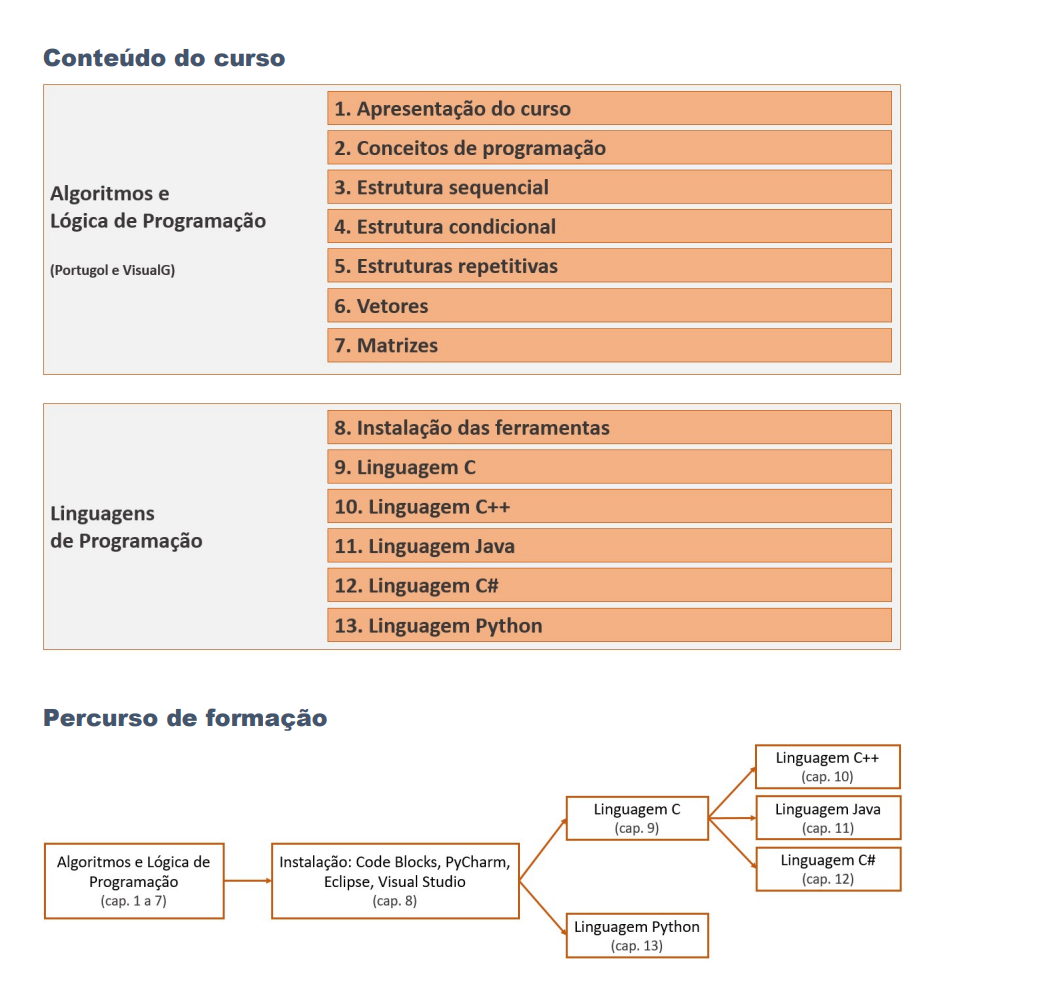 Conteúdo do curso
Algoritmos e
Lógica de Programação
(Portugol e VisualG)
1. Apresentação do curso
2. Conceitos de programação
3. Estrutura sequencial
4. Estrutura condicional
5. Estruturas repetitivas
6. Vetores
7. Matrizes
Linguagens
de Programação
8. Instalação das ferramentas
9. Linguagem C
10. Linguagem C++
11. Linguagem Java
12. Linguagem C#
13. Linguagem Python
Percurso de formação
Algoritmos e Lógica de
Programação
(cap. 1 a 7)
Instalação: Code Blocks, PyCharm,
Eclipse, Visual Studio
(cap. 8)
Linguagem C
(cap. 9)
Linguagem Python
(cap. 13)
Linguagem C++
(cap. 10)
Linguagem Java
(cap. 11)
Linguagem C#
(cap. 12)